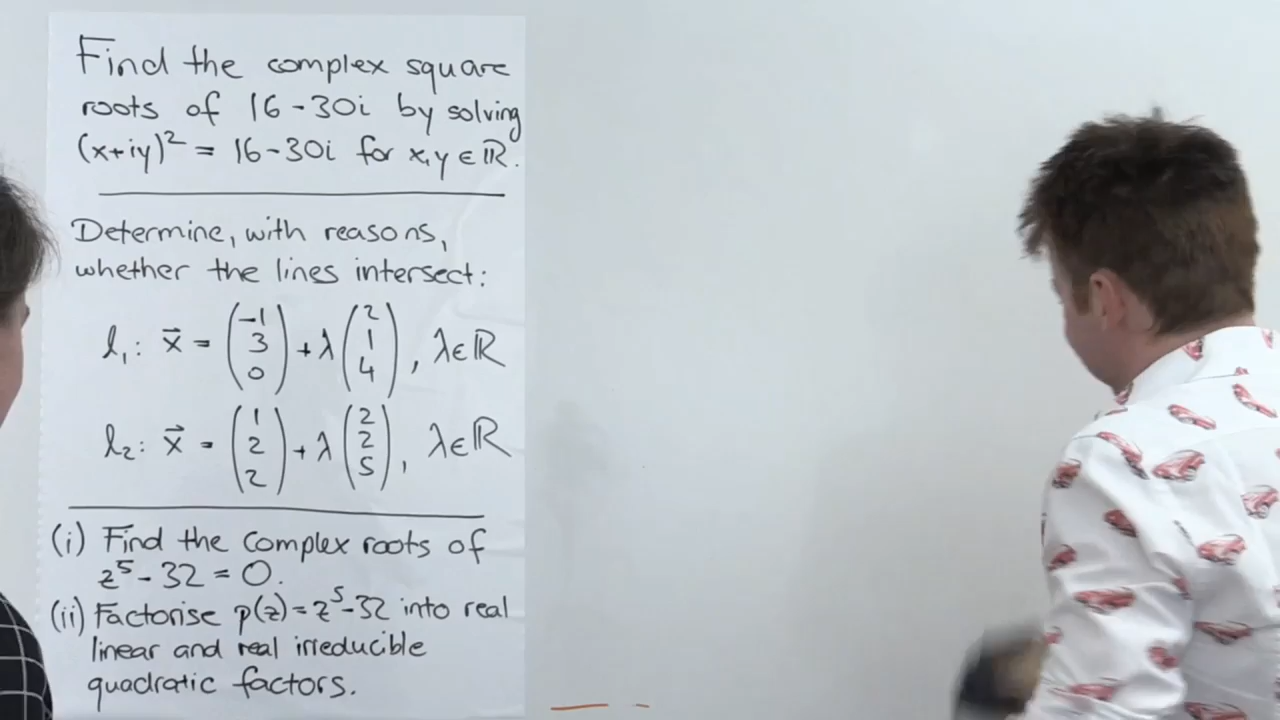 Find the complex square
roots of 16-30i by solving
(x+iy)² = 16-30i for x,y ∈ ℝ.
Determine, with reasons,
whether the lines intersect:
l₁: x⃗ = (-1 3 0) + λ (2 1 4), λ∈ℝ
l₂: x⃗ = (1 2 2) + λ (2 2 5), λ∈ℝ
(i) Find the complex roots of
z⁵-32 = 0.
(ii) Factorise p(z) = z⁵-32 into real
linear and real irreducible
quadratic factors.